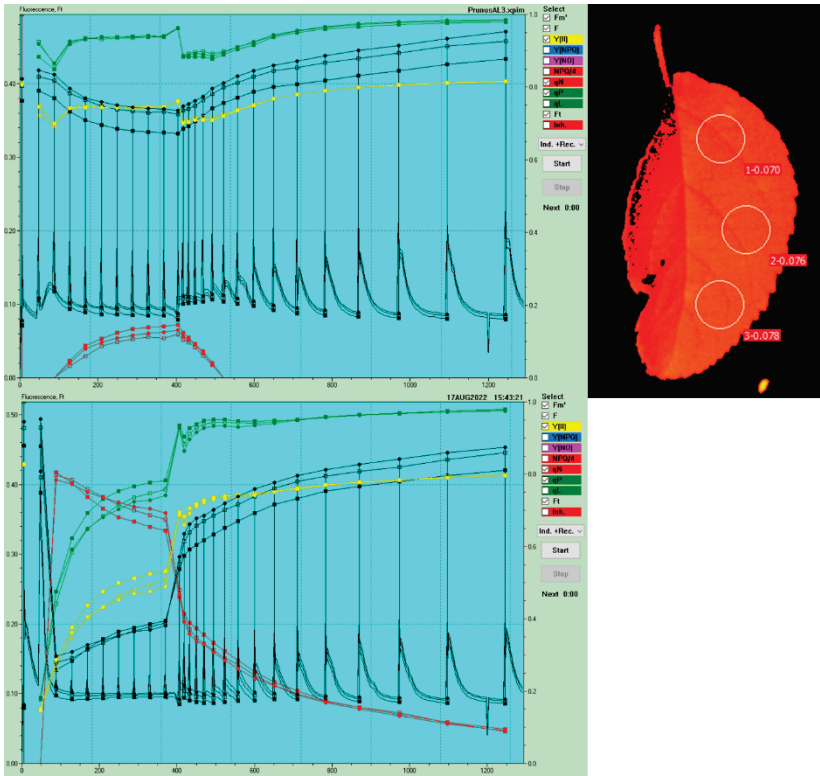 Fluorescence, Ft
PrunusAL3.xpim
Select
Fm'
F
Y[II]
Y[NPQ]
Y[NO]
NPQ/4
qN
qP
qL
Ft
Inh.
Ind. +Rec.
Start
Stop
Next 0:00
0.40
0.30
0.20
0.10
0.00
1.0
0.8
0.6
0.4
0.2
0.0
0 200 400 600 800 1000 1200
1-0.070
2-0.076
3-0.078
Fluorescence, Ft
17AUG2022 15:43:21
Select
Fm'
F
Y[II]
Y[NPQ]
Y[NO]
NPQ/4
qN
qP
qL
Ft
Inh.
Ind. +Rec.
Start
Stop
Next 0:00
0.50
0.40
0.30
0.20
0.10
0.00
1.0
0.8
0.6
0.4
0.2
0.0
0 200 400 600 800 1000 1200